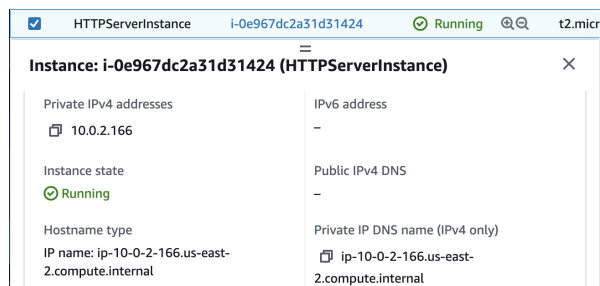 HTTPServerInstance i-0e967dc2a31d31424 Running t2.micr
Instance: i-0e967dc2a31d31424 (HTTPServerInstance)
Private IPv4 addresses
10.0.2.166
IPv6 address
–
Instance state
Running
Public IPv4 DNS
–
Hostname type
IP name: ip-10-0-2-166.us-east-
2.compute.internal
Private IP DNS name (IPv4 only)
ip-10-0-2-166.us-east-
2.compute.internal